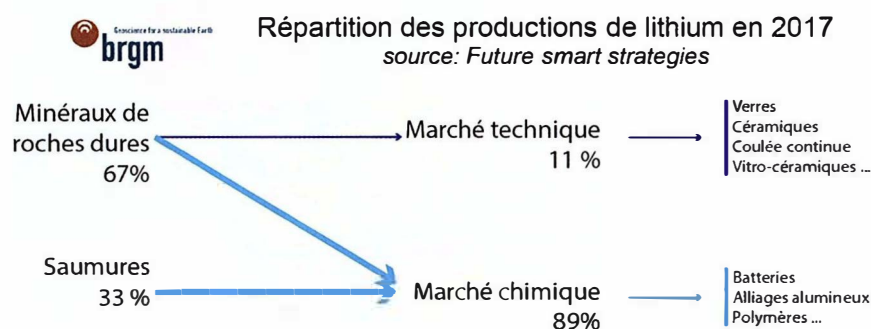 Geoscience for a sustainable Earth
brgm
Répartition des productions de lithium en 2017
source: Future smart strategies
Minéraux de
roches dures
67%
Marché technique
11 %
Verres
Céramiques
Coulée continue
Vitro-céramiques ...
Saumures
33 %
Marché chimique
89%
Batteries
Alliages alumineux
Polymères ...